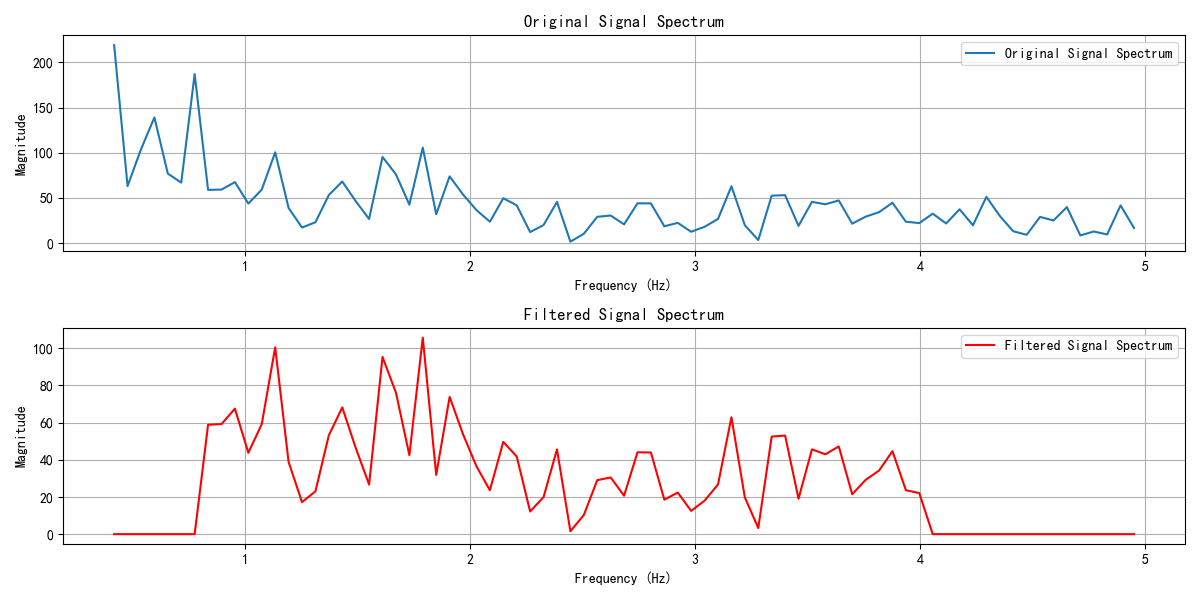 Original Signal Spectrum
Original Signal Spectrum
Magnitude
200
150
100
50
0
1 2 3 4 5
Frequency (Hz)
Filtered Signal Spectrum
Filtered Signal Spectrum
Magnitude
100
80
60
40
20
0
1 2 3 4 5
Frequency (Hz)